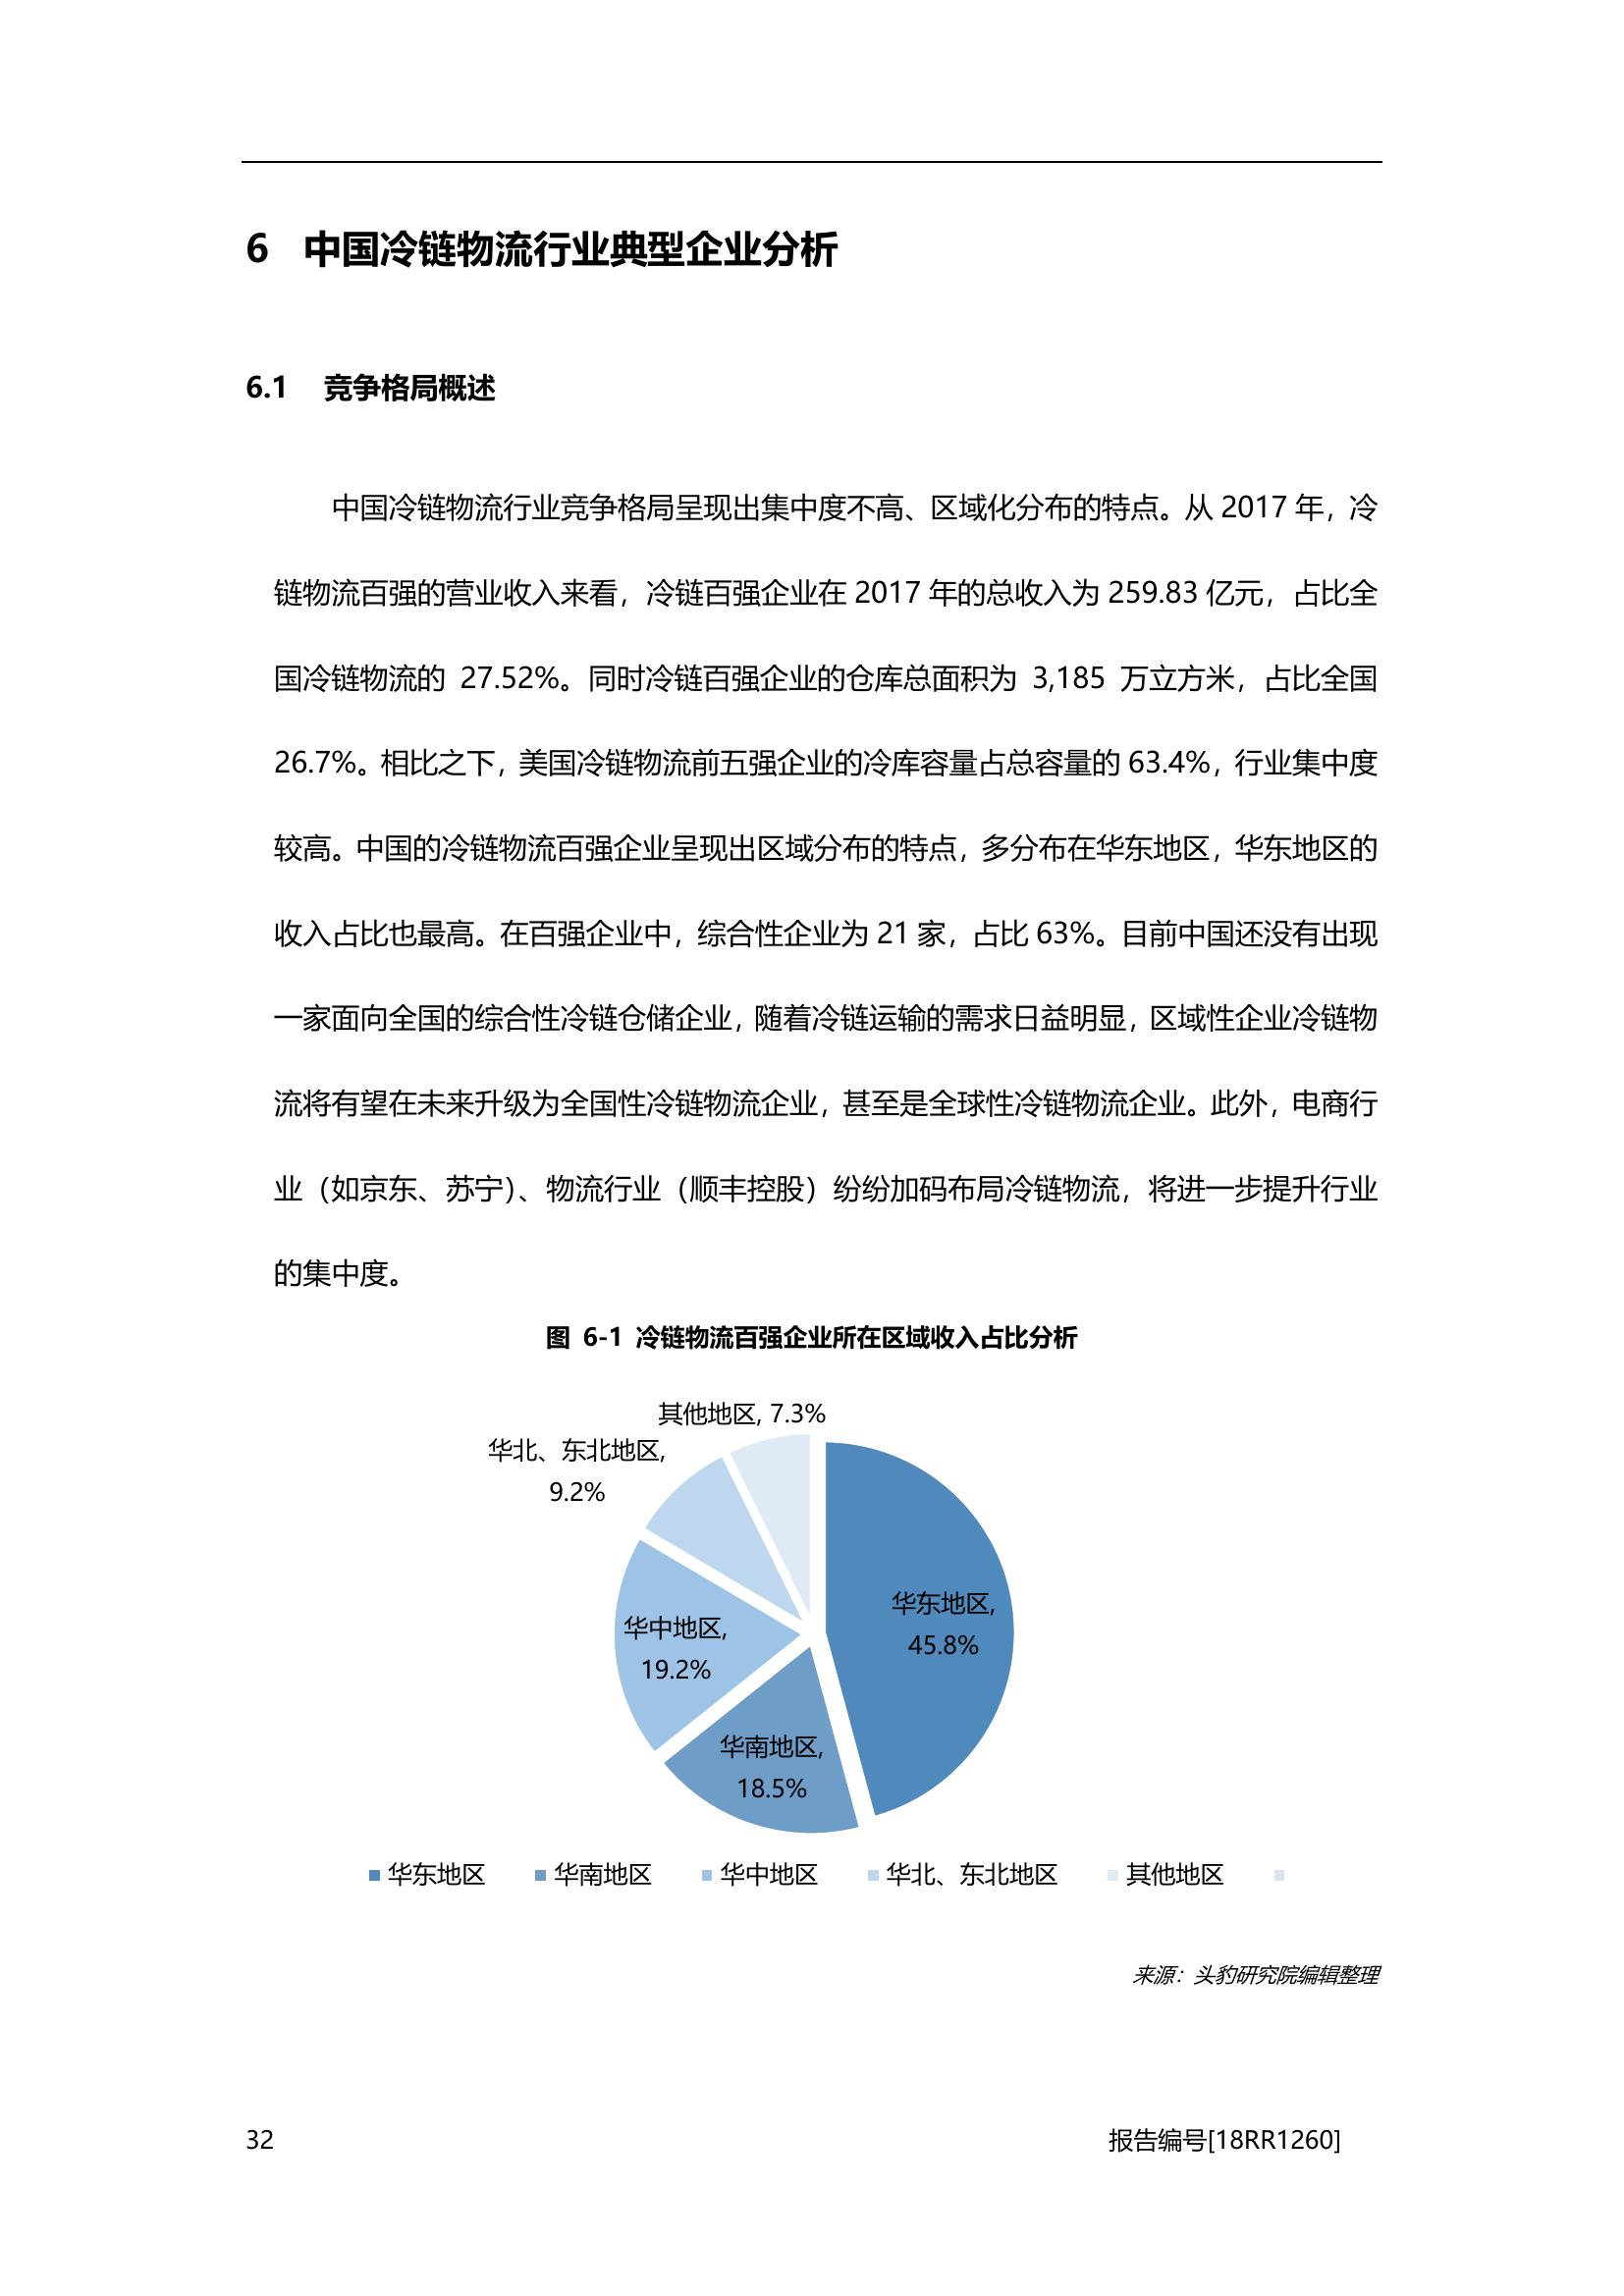 6 中国冷链物流行业典型企业分析
6.1 竞争格局概述
中国冷链物流行业竞争格局呈现出集中度不高、区域化分布的特点。从 2017 年，冷
链物流百强的营业收入来看，冷链百强企业在 2017 年的总收入为 259.83 亿元，占比全
国冷链物流的 27.52%。同时冷链百强企业的仓库总面积为 3,185 万立方米，占比全国
26.7%。相比之下，美国冷链物流前五强企业的冷库容量占总容量的 63.4%，行业集中度
较高。中国的冷链物流百强企业呈现出区域分布的特点，多分布在华东地区，华东地区的
收入占比也最高。在百强企业中，综合性企业为 21 家，占比 63%。目前中国还没有出现
一家面向全国的综合性冷链仓储企业，随着冷链运输的需求日益明显，区域性企业冷链物
流将有望在未来升级为全国性冷链物流企业，甚至是全球性冷链物流企业。此外，电商行
业（如京东、苏宁）、物流行业（顺丰控股）纷纷加码布局冷链物流，将进一步提升行业
的集中度。
图 6-1 冷链物流百强企业所在区域收入占比分析
其他地区, 7.3%
华北、东北地区,
9.2%
华东地区,
45.8%
华中地区,
19.2%
华南地区,
18.5%
华东地区 华南地区 华中地区 华北、东北地区 其他地区
来源：头豹研究院编辑整理
32 报告编号[18RR1260]